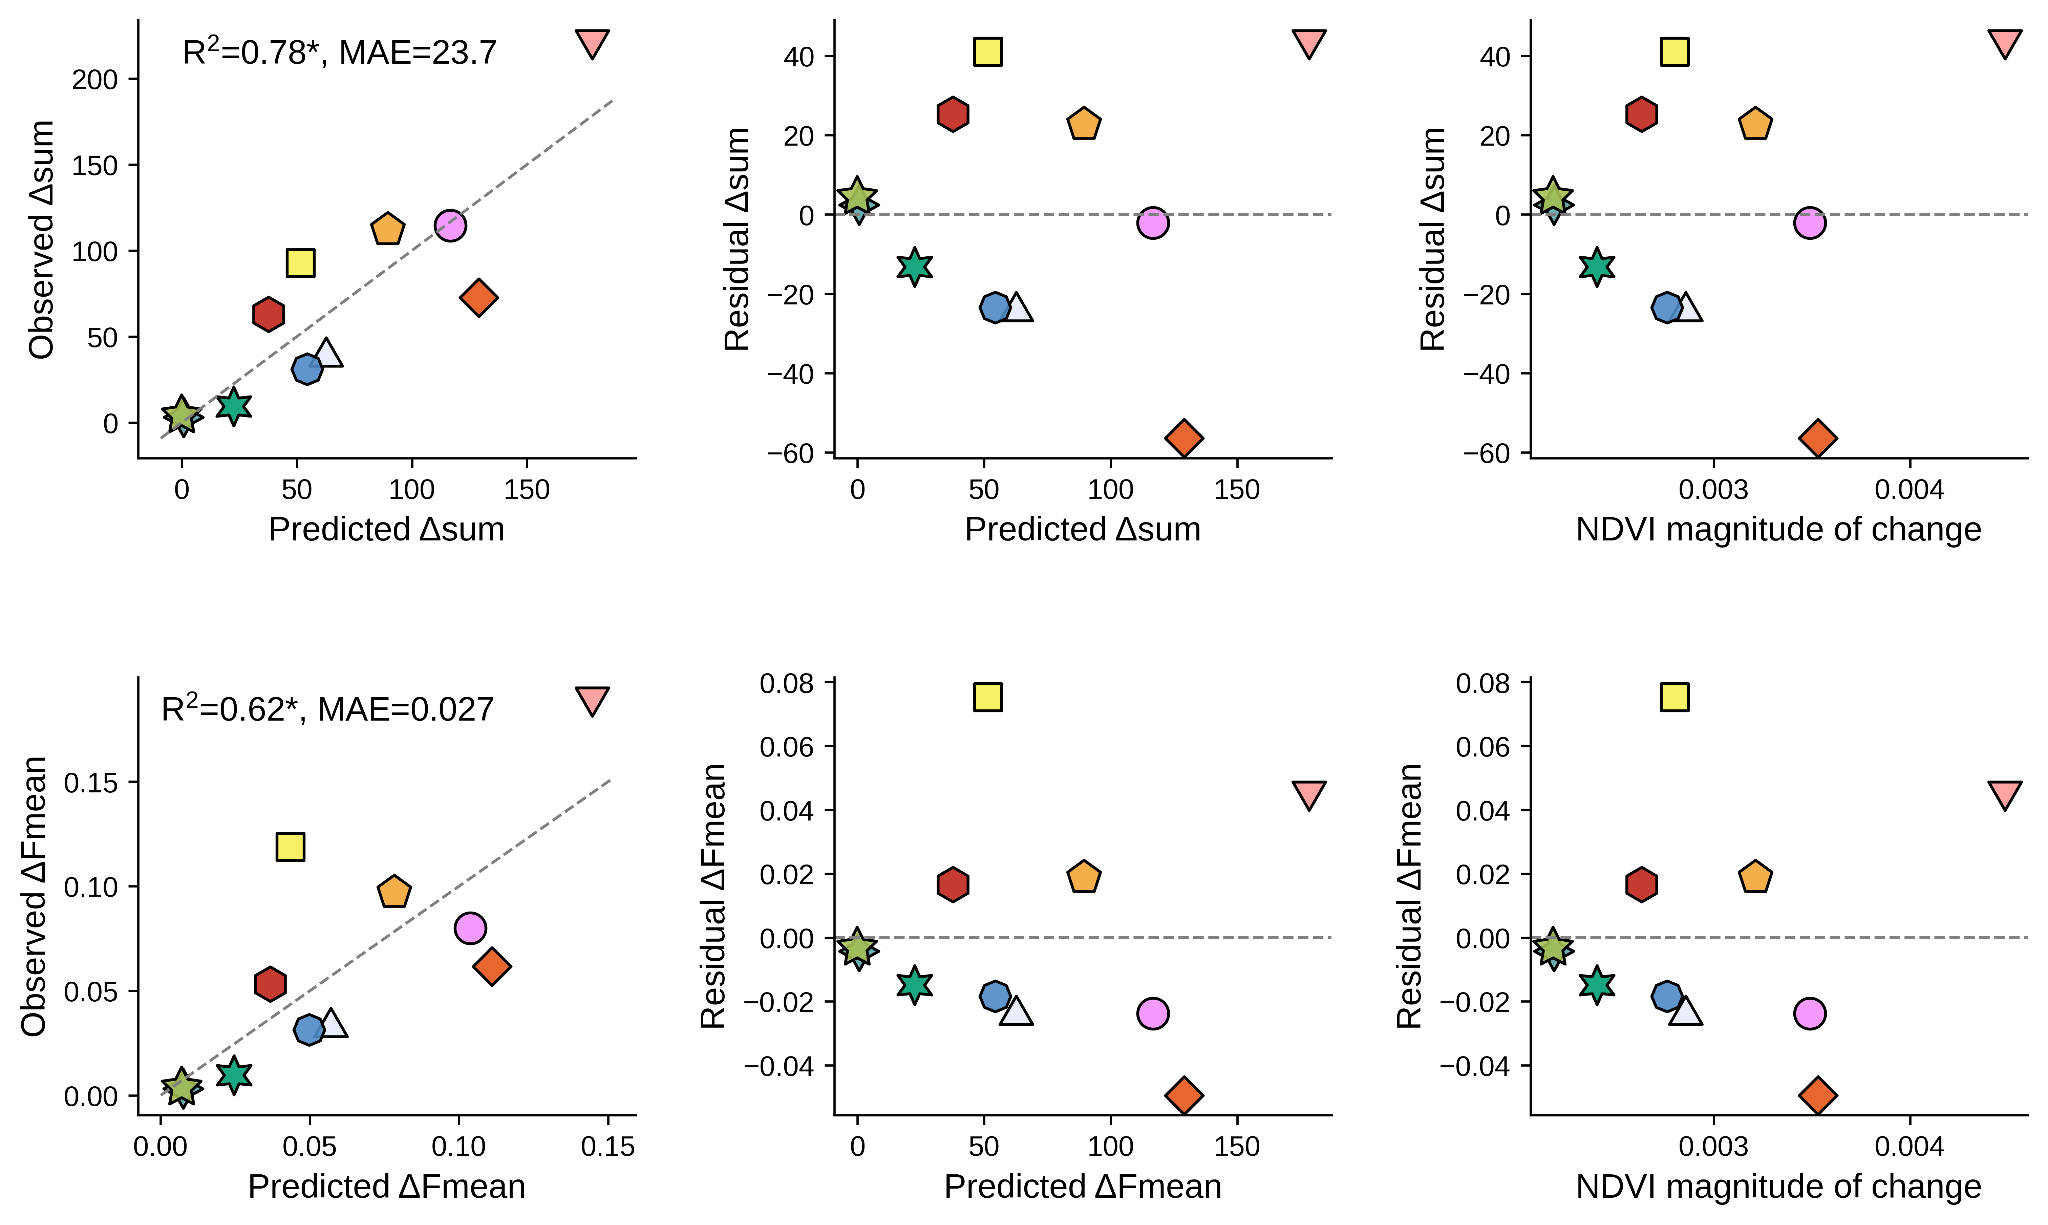 R²=0.78*, MAE=23.7
Observed Δsum
200
150
100
50
0
0 50 100 150
Predicted Δsum
Residual Δsum
40
20
0
−20
−40
−60
0 50 100 150
Predicted Δsum
Residual Δsum
40
20
0
−20
−40
−60
0.003 0.004
NDVI magnitude of change
R²=0.62*, MAE=0.027
Observed ΔFmean
0.15
0.10
0.05
0.00
0.00 0.05 0.10 0.15
Predicted ΔFmean
Residual ΔFmean
0.08
0.06
0.04
0.02
0.00
−0.02
−0.04
0 50 100 150
Predicted ΔFmean
Residual ΔFmean
0.08
0.06
0.04
0.02
0.00
−0.02
−0.04
0.003 0.004
NDVI magnitude of change